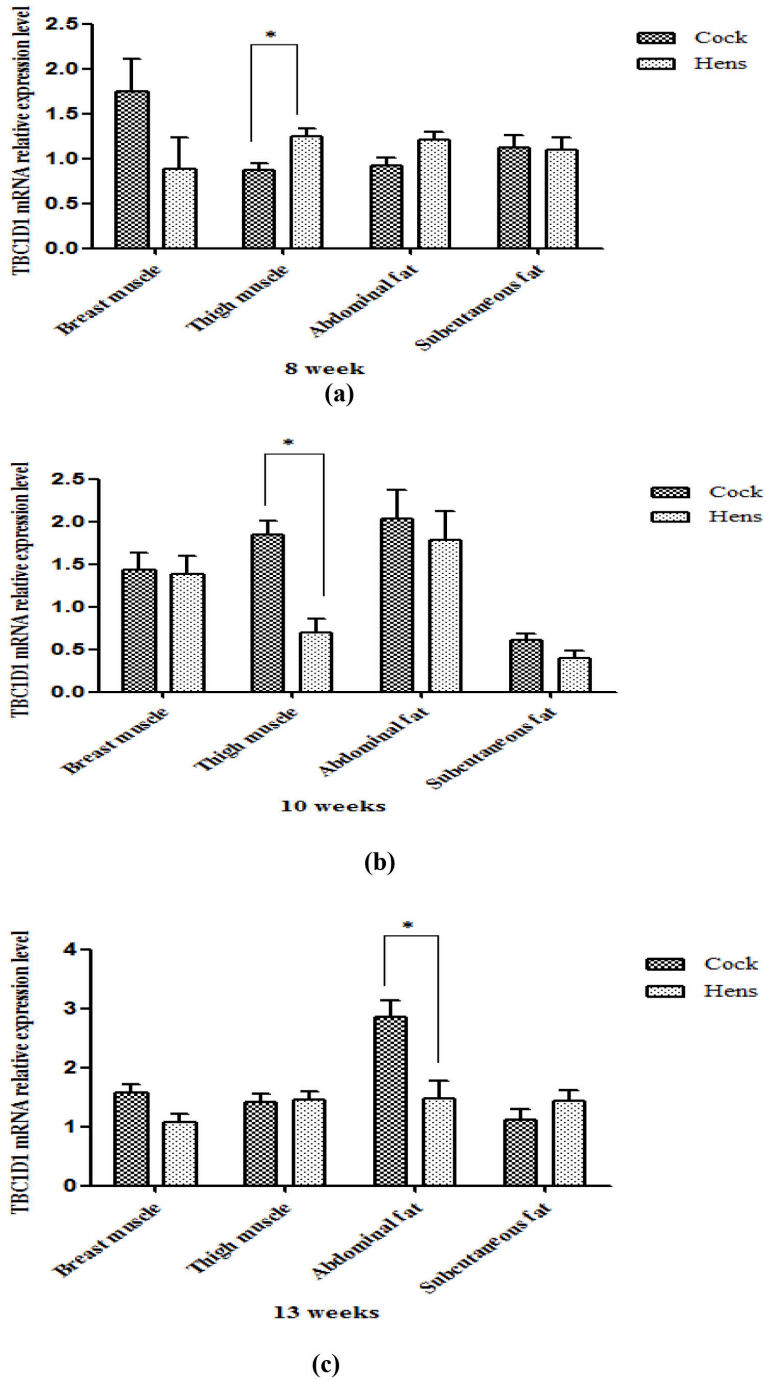 TBC1D1 mRNA relative expression level
2.5
2.0
1.5
1.0
0.5
0.0
*
Cock
Hens
Breast muscle
Thigh muscle
Abdominal fat
Subcutaneous fat
8 week
(a)
TBC1D1 mRNA relative expression level
2.5
2.0
1.5
1.0
0.5
0.0
*
Cock
Hens
Breast muscle
Thigh muscle
Abdominal fat
Subcutaneous fat
10 weeks
(b)
TBC1D1 mRNA relative expression level
4
3
2
1
0
*
Cock
Hens
Breast muscle
Thigh muscle
Abdominal fat
Subcutaneous fat
13 weeks
(c)